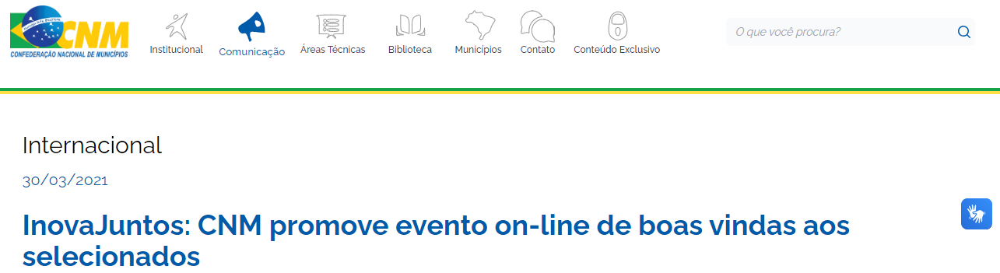 CNM
CONFEDERAÇÃO NACIONAL DE MUNICÍPIOS
Institucional
Comunicação
Áreas Técnicas
Biblioteca
Municípios
Contato
Conteúdo Exclusivo
O que você procura?
Internacional
30/03/2021
InovaJuntos: CNM promove evento on-line de boas vindas aos
selecionados